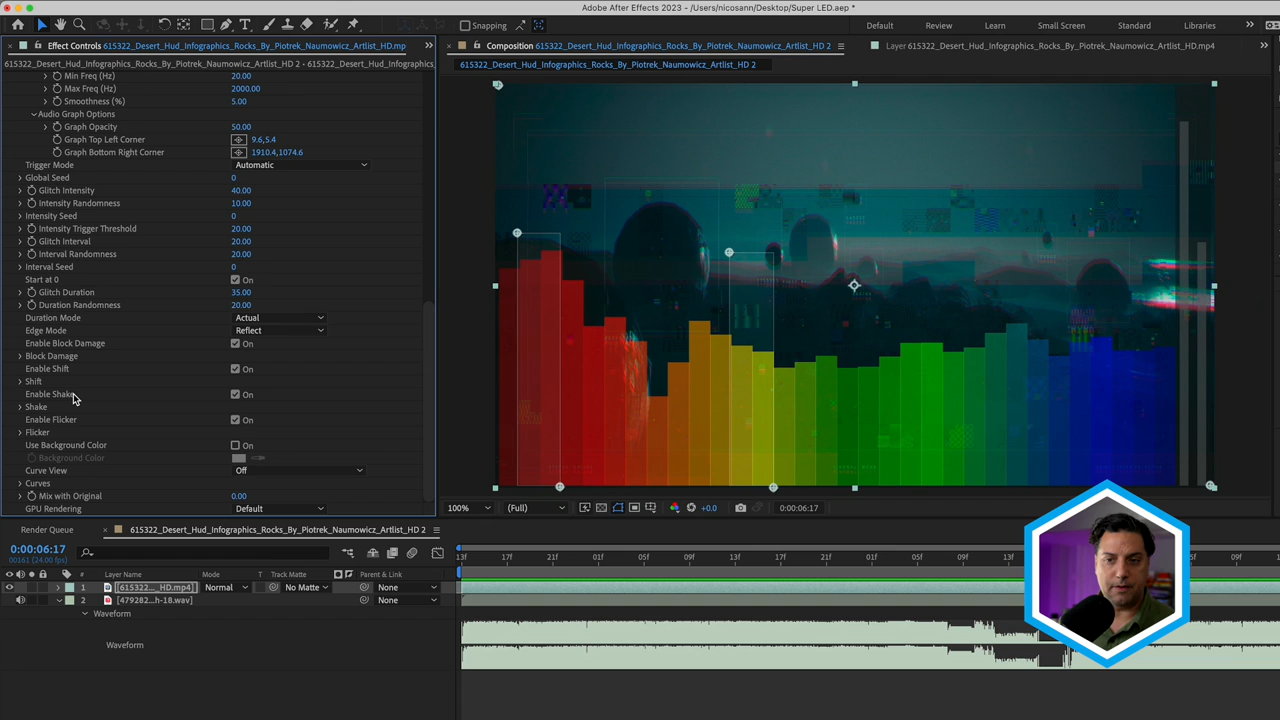 Adobe After Effects 2023 - /Users/nicosann/Desktop/Super LED.aep *
Snapping
Default
Review
Learn
Small Screen
Standard
Libraries
Effect Controls 615322_Desert_Hud_Infographics_Rocks_By_Piotrek_Naumowicz_Artlist_HD.mp
615322_Desert_Hud_Infographics_Rocks_By_Piotrek_Naumowicz_Artlist_HD 2 • 615322_Desert_Hud_Infographics_
Min Freq (Hz) 20.00
Max Freq (Hz) 2000.00
Smoothness (%) 5.00
Audio Graph Options
Graph Opacity 50.00
Graph Top Left Corner 9.6,5.4
Graph Bottom Right Corner 1910.4,1074.6
Trigger Mode Automatic
Global Seed 0
Glitch Intensity 40.00
Intensity Randomness 10.00
Intensity Seed 0
Intensity Trigger Threshold 20.00
Glitch Interval 20.00
Interval Randomness 20.00
Interval Seed 0
Start at 0 On
Glitch Duration 35.00
Duration Randomness 20.00
Duration Mode Actual
Edge Mode Reflect
Enable Block Damage On
Block Damage
Enable Shift On
Shift
Enable Shake On
Shake
Enable Flicker On
Flicker
Use Background Color On
Background Color
Curve View Off
Curves
Mix with Original 0.00
GPU Rendering Default
Composition 615322_Desert_Hud_Infographics_Rocks_By_Piotrek_Naumowicz_Artlist_HD 2
Layer 615322_Desert_Hud_Infographics_Rocks_By_Piotrek_Naumowicz_Artlist_HD.mp4
615322_Desert_Hud_Infographics_Rocks_By_Piotrek_Naumowicz_Artlist_HD 2
100% (Full) +0.0 0:00:06:17
Render Queue
615322_Desert_Hud_Infographics_Rocks_By_Piotrek_Naumowicz_Artlist_HD 2
0:00:06:17
00161 (24.00 fps)
13f 17f 21f 01f 05f 09f 13f 17f 21f 01f 05f 09f 13f 05f 09f
# Layer Name Mode T Track Matte Parent & Link
1 [615322..._HD.mp4] Normal No Matte None
2 [479282...h-18.wav] None
Waveform
Waveform